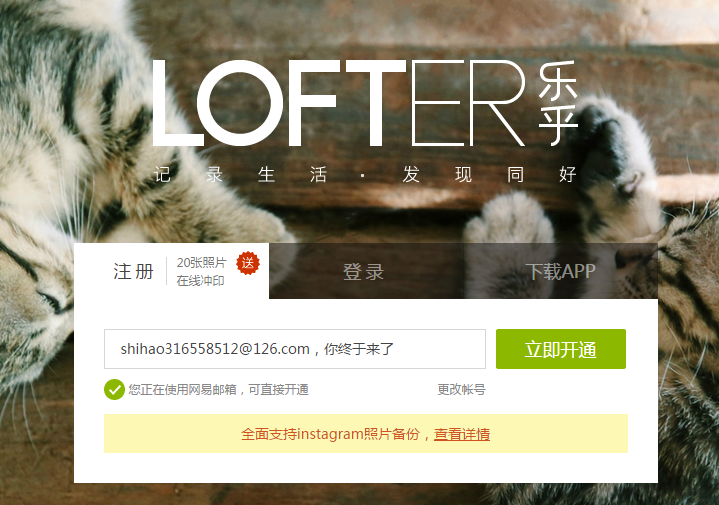 LOFTER 乐乎
记录生活·发现同好
注册 20张照片 在线冲印 送
登录
下载APP
shihao316558512@126.com，你终于来了
立即开通
您正在使用网易邮箱，可直接开通
更改帐号
全面支持instagram照片备份，查看详情